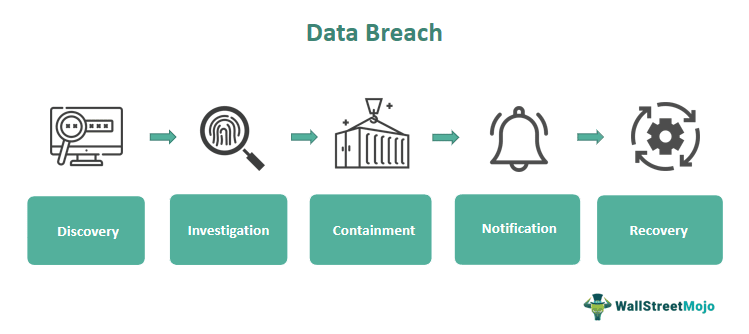 Data Breach
Discovery
Investigation
Containment
Notification
Recovery
WallStreetMojo